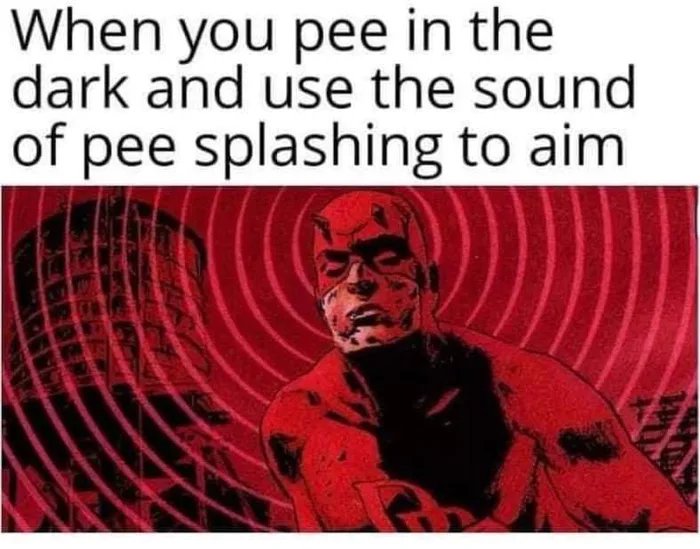 When you pee in the
dark and use the sound
of pee splashing to aim